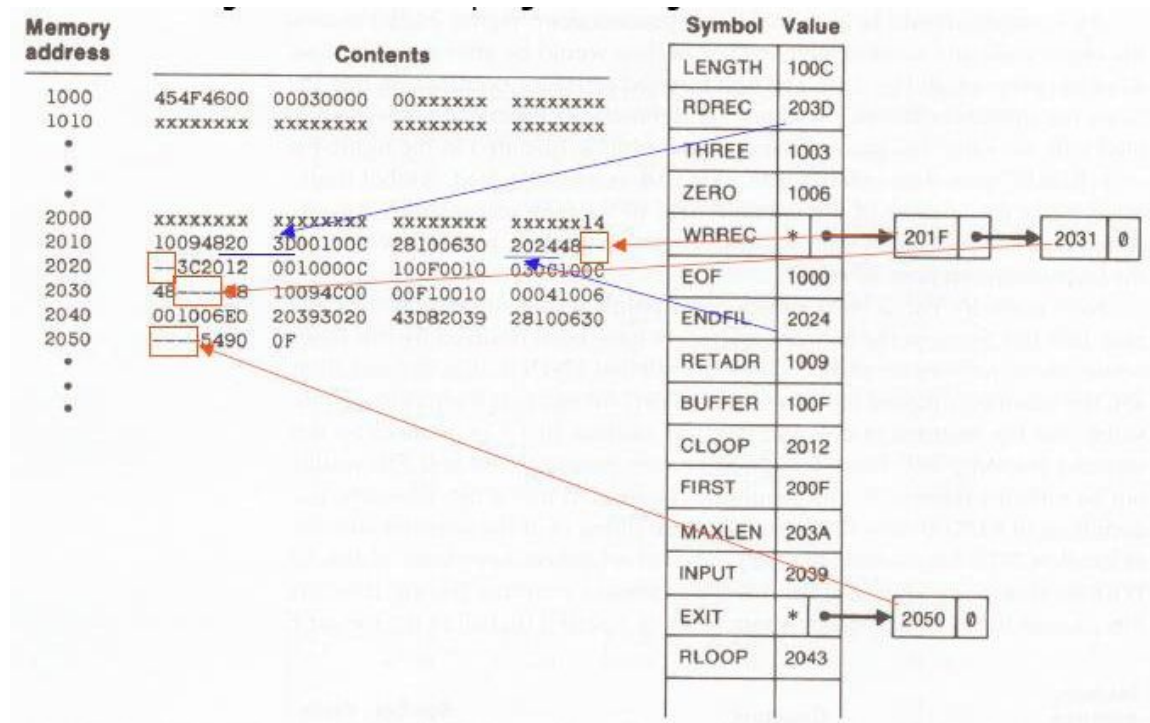 Memory address Contents
1000 454F4600 00030000 00xxxxxx xxxxxxxx
1010 xxxxxxxx xxxxxxxx xxxxxxxx xxxxxxxx
2000 xxxxxxxx xxxxxxxx xxxxxxxx xxxxxx14
2010 10094820 3D00100C 28100630 202448--
2020 --3C2012 0010000C 100F0010 030C100C
2030 48----08 10094C00 00F10010 00041006
2040 001006E0 20393020 43D82039 28100630
2050 ----5490 0F
Symbol Value
LENGTH 100C
RDREC 203D
THREE 1003
ZERO 1006
WRREC * 201F 2031 0
EOF 1000
ENDFIL 2024
RETADR 1009
BUFFER 100F
CLOOP 2012
FIRST 200F
MAXLEN 203A
INPUT 2039
EXIT * 2050 0
RLOOP 2043